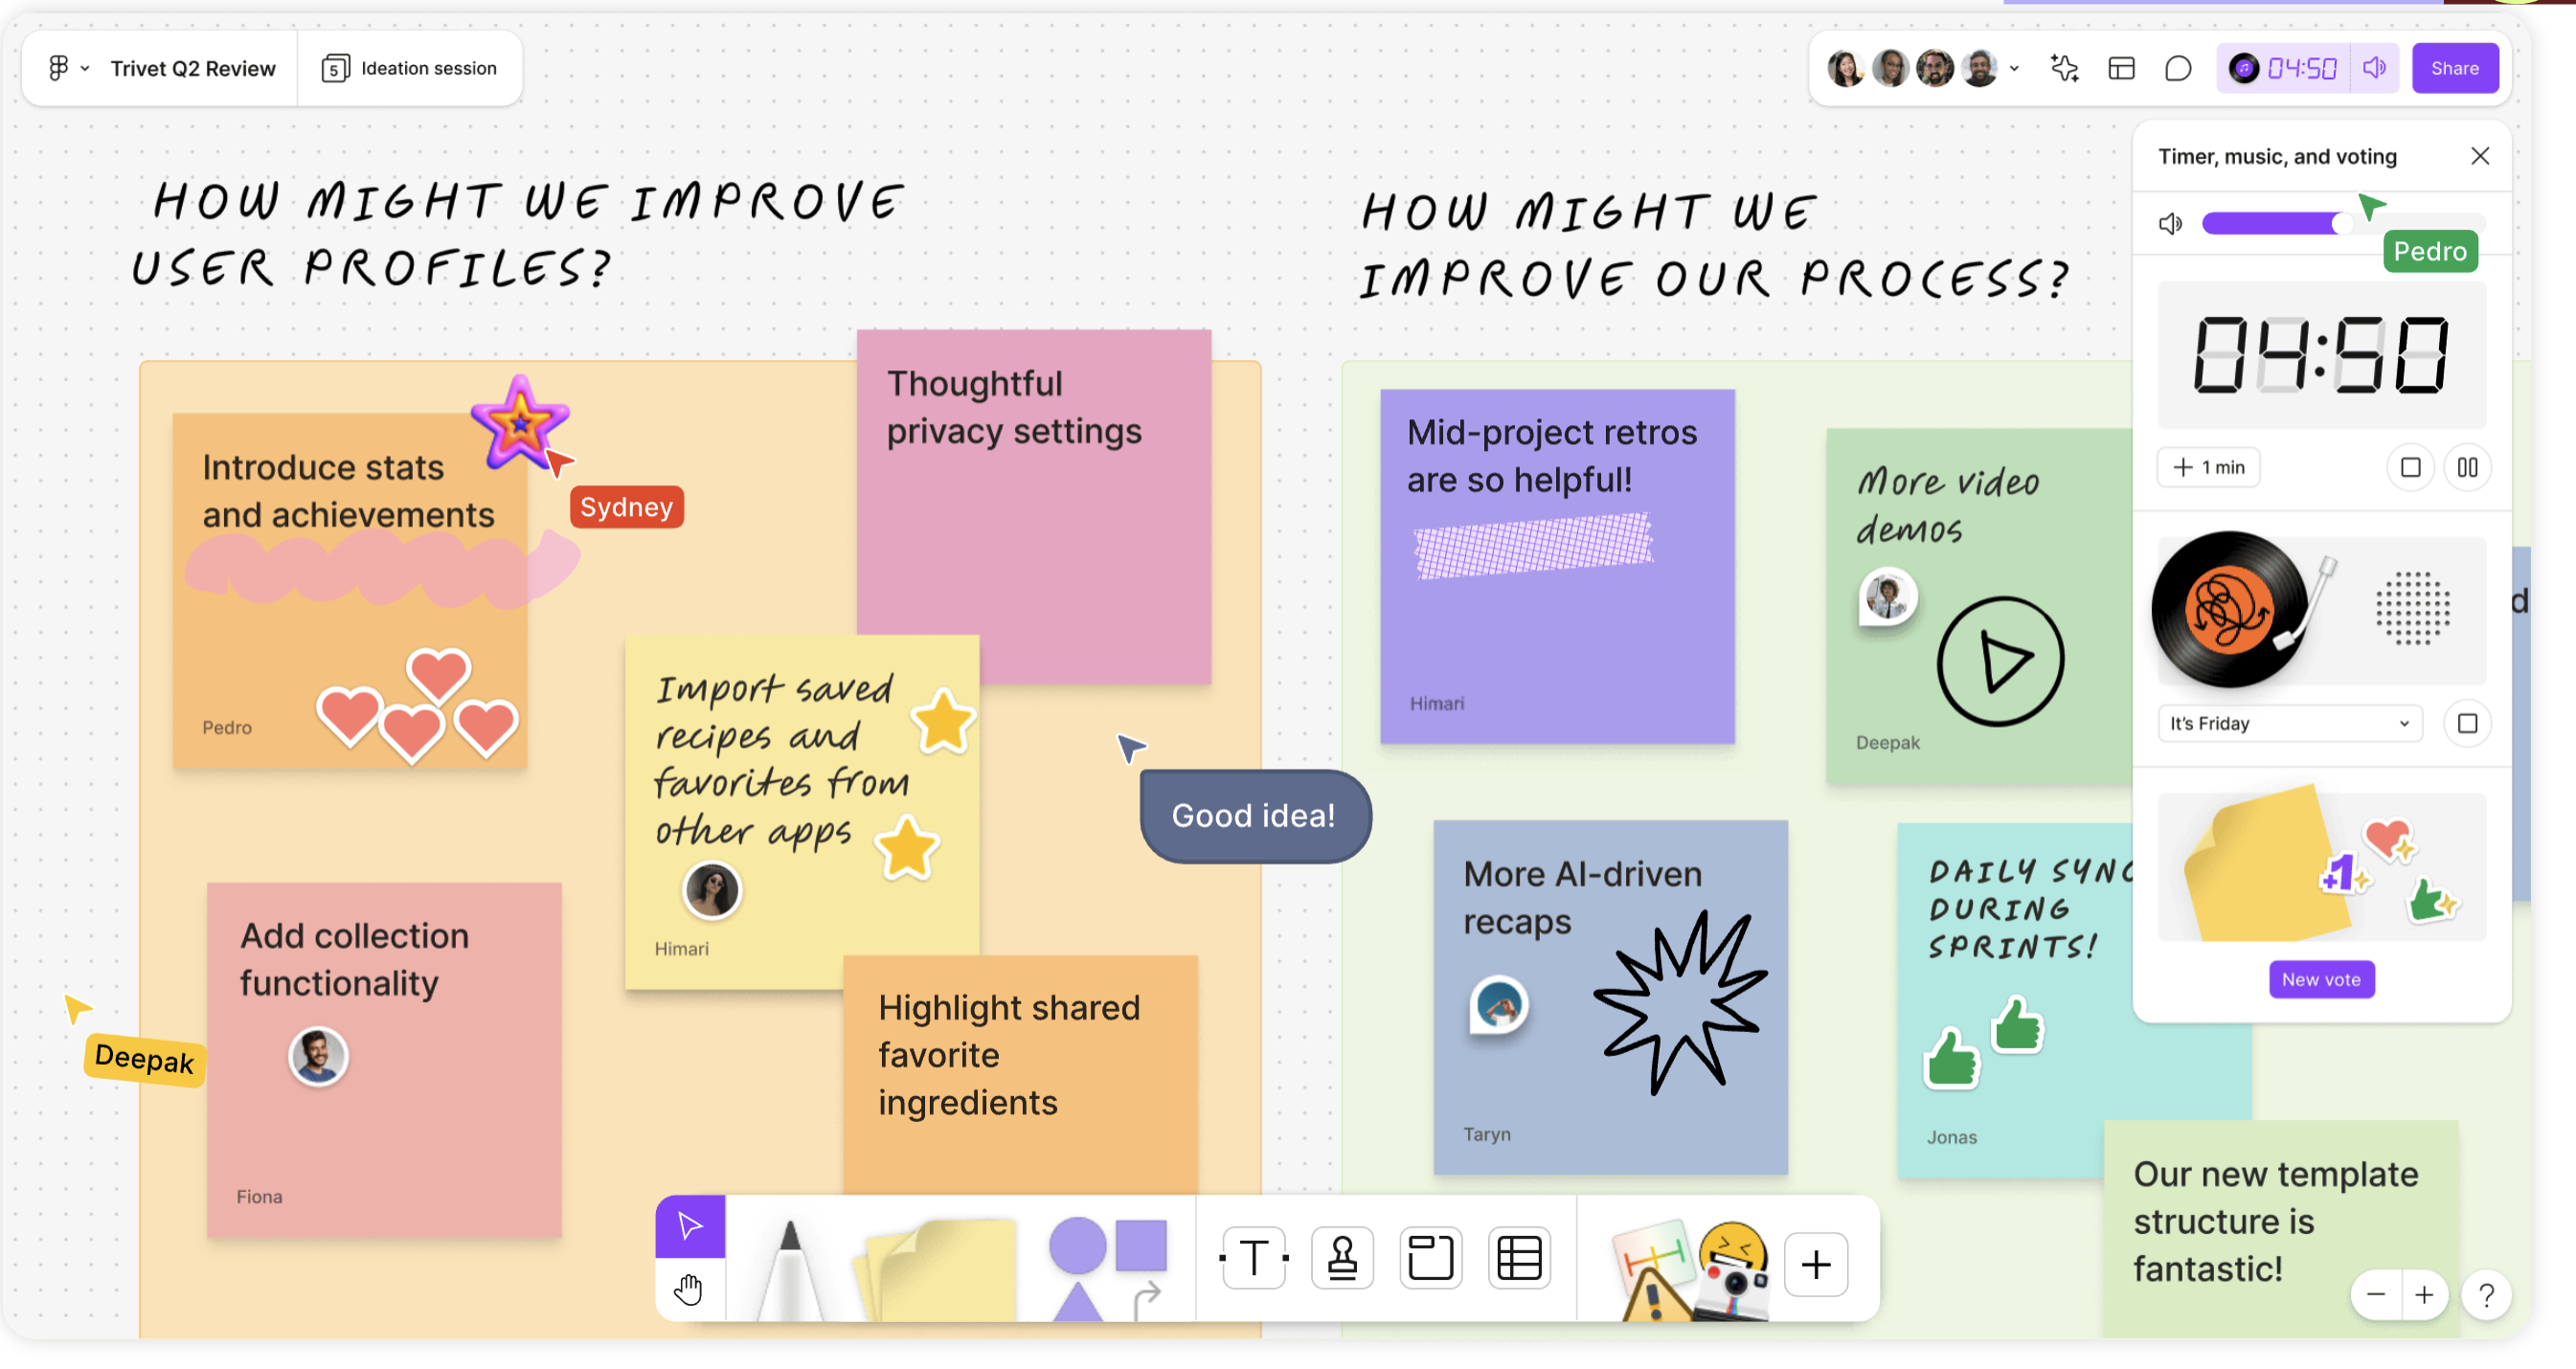 Trivet Q2 Review
5
Ideation session
04:50
Share
HOW MIGHT WE IMPROVE
USER PROFILES?
Introduce stats
and achievements
Pedro
Sydney
Thoughtful
privacy settings
Import saved
recipes and
favorites from
other apps
Himari
Good idea!
Add collection
functionality
Fiona
Deepak
Highlight shared
favorite
ingredients
HOW MIGHT WE
IMPROVE OUR PROCESS?
Mid-project retros
are so helpful!
Himari
More video
demos
Deepak
More AI-driven
recaps
Taryn
DAILY SYNC
DURING
SPRINTS!
Jonas
Our new template
structure is
fantastic!
Timer, music, and voting
Pedro
04:50
1 min
It's Friday
+1
New vote
d
T
?